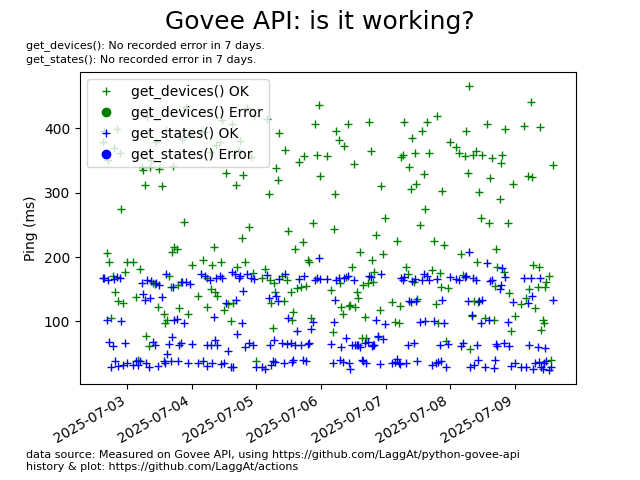 Govee API: is it working?
get_devices(): No recorded error in 7 days.
get_states(): No recorded error in 7 days.
get_devices() OK
get_devices() Error
get_states() OK
get_states() Error
Ping (ms)
400
300
200
100
2025-07-03
2025-07-04
2025-07-05
2025-07-06
2025-07-07
2025-07-08
2025-07-09
data source: Measured on Govee API, using https://github.com/LaggAt/python-govee-api
history & plot: https://github.com/LaggAt/actions